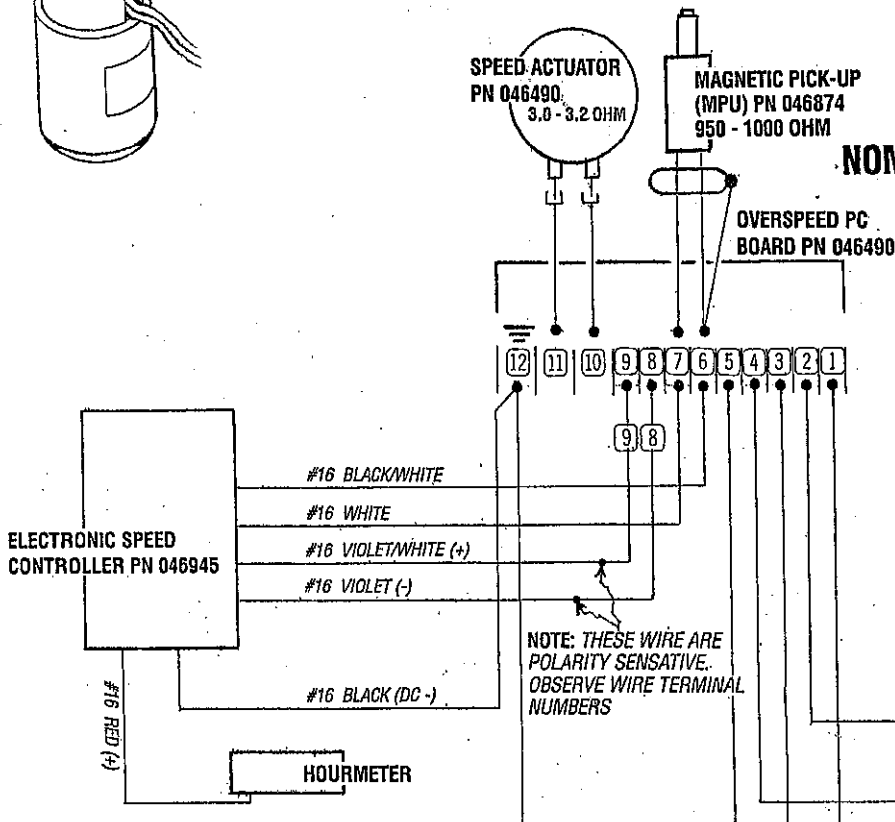 SPEED ACTUATOR
PN 046490
3.0 - 3.2 OHM
MAGNETIC PICK-UP
(MPU) PN 046874
950 - 1000 OHM
NOM
OVERSPEED PC
BOARD PN 046490
12 11 10 9 8 7 6 5 4 3 2 1
9 8
#16 BLACK/WHITE
#16 WHITE
#16 VIOLET/WHITE (+)
#16 VIOLET (-)
ELECTRONIC SPEED
CONTROLLER PN 046945
NOTE: THESE WIRE ARE
POLARITY SENSATIVE.
OBSERVE WIRE TERMINAL
NUMBERS
#16 BLACK (DC -)
#16 RED (+)
HOURMETER